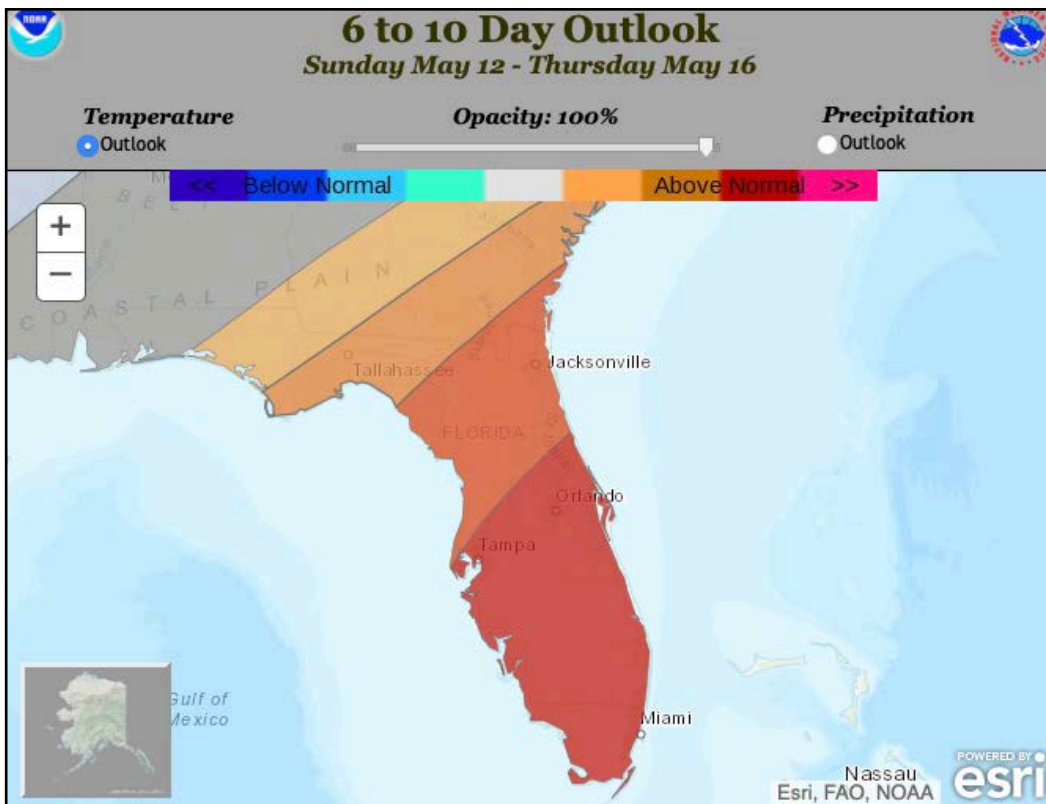 NOAA
6 to 10 Day Outlook
Sunday May 12 - Thursday May 16
Temperature
Outlook
Opacity: 100%
Precipitation
Outlook
<< Below Normal Above Normal >>
+
−
BELT
COASTAL PLAIN
Tallahassee
Jacksonville
FLORIDA
Orlando
Tampa
Gulf of
Mexico
Miami
Nassau
POWERED BY
esri
Esri, FAO, NOAA